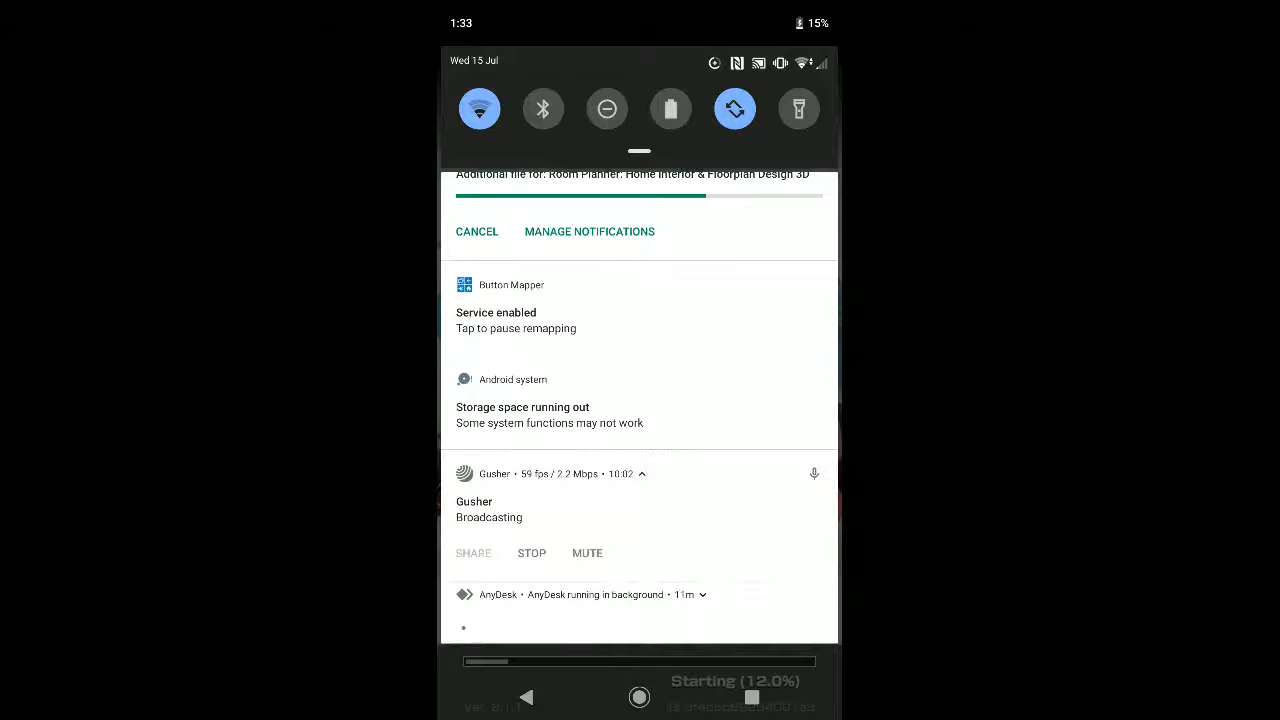 1:33
15%
Wed 15 Jul
Additional file for: Room Planner: Home Interior & Floorplan Design 3D
CANCEL
MANAGE NOTIFICATIONS
Button Mapper
Service enabled
Tap to pause remapping
Android system
Storage space running out
Some system functions may not work
Gusher • 59 fps / 2.2 Mbps • 10:02
Gusher
Broadcasting
SHARE
STOP
MUTE
AnyDesk • AnyDesk running in background • 11m
Starting (12.0%)